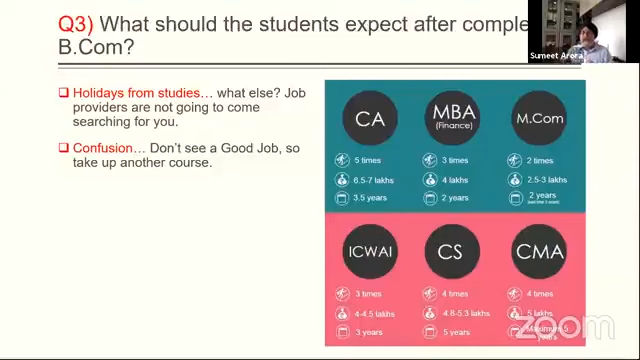 Q3) What should the students expect after comple
B.Com?
Sumeet Arora
Holidays from studies… what else? Job
providers are not going to come
searching for you.
Confusion… Don't see a Good Job, so
take up another course.
CA
5 times
6.5-7 lakhs
3.5 years
MBA
(Finance)
3 times
4 lakhs
2 years
M.Com
2 times
2.5-3 lakhs
2 years
ICWAI
3 times
4-4.5 lakhs
3 years
CS
4 times
4.8-5.3 lakhs
5 years
CMA
4 times
5 lakhs
Maximum 5
years
zoom